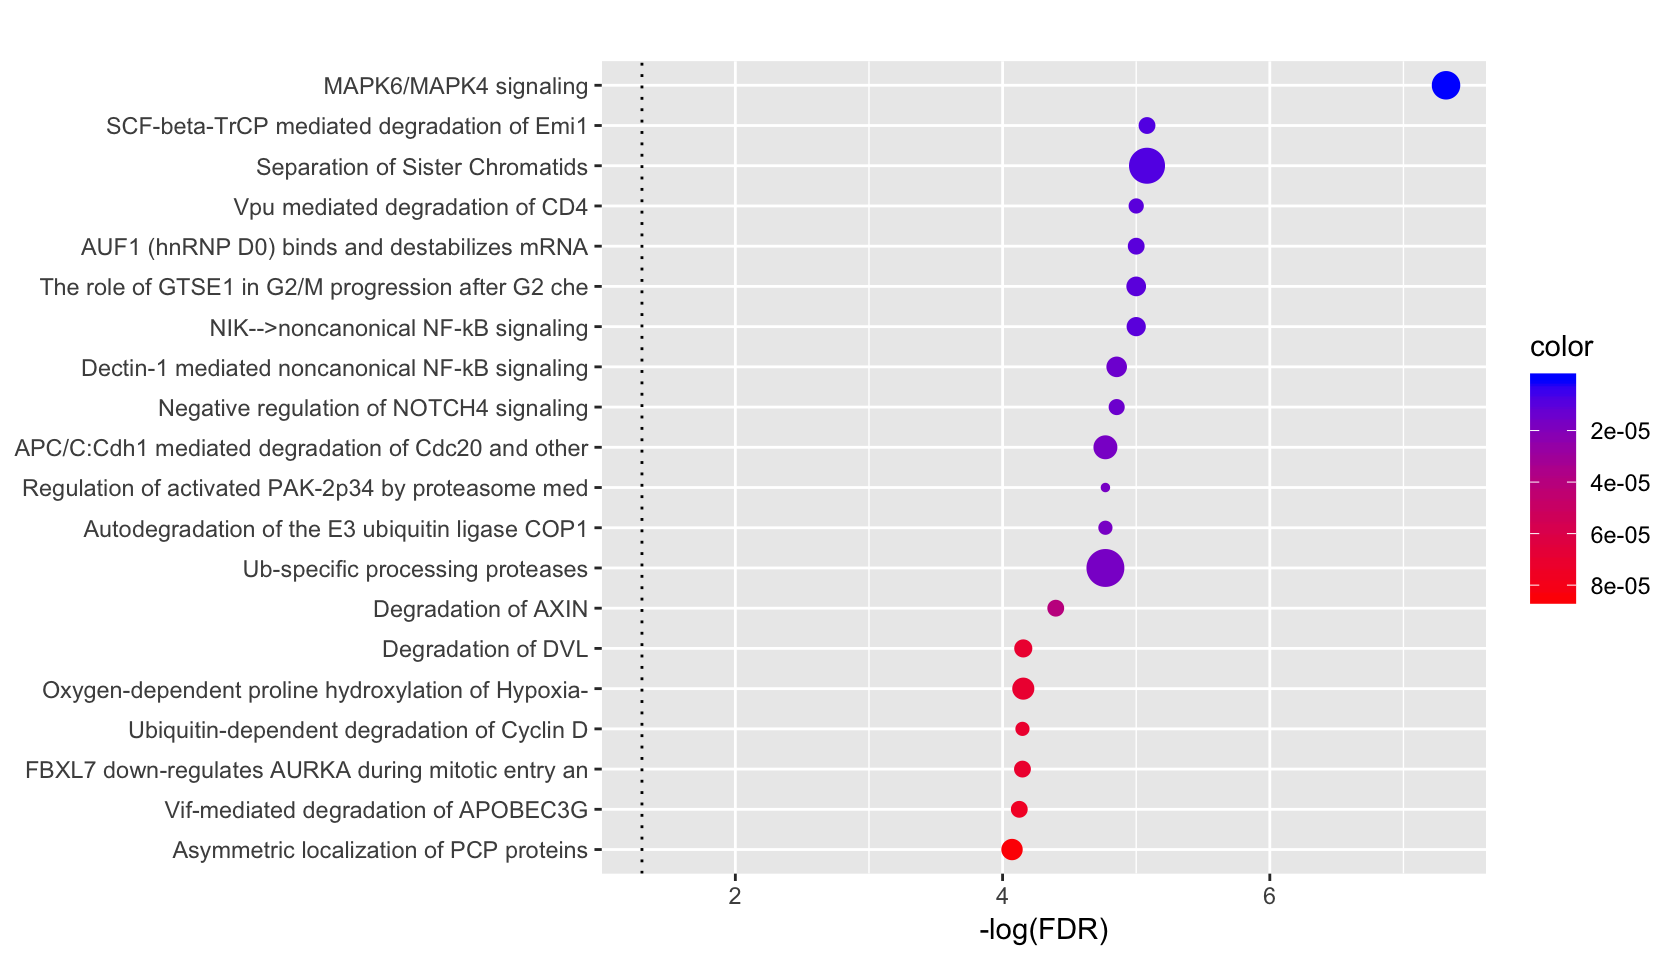 MAPK6/MAPK4 signaling
SCF-beta-TrCP mediated degradation of Emi1
Separation of Sister Chromatids
Vpu mediated degradation of CD4
AUF1 (hnRNP D0) binds and destabilizes mRNA
The role of GTSE1 in G2/M progression after G2 che
NIK-->noncanonical NF-kB signaling
Dectin-1 mediated noncanonical NF-kB signaling
Negative regulation of NOTCH4 signaling
APC/C:Cdh1 mediated degradation of Cdc20 and other
Regulation of activated PAK-2p34 by proteasome med
Autodegradation of the E3 ubiquitin ligase COP1
Ub-specific processing proteases
Degradation of AXIN
Degradation of DVL
Oxygen-dependent proline hydroxylation of Hypoxia-
Ubiquitin-dependent degradation of Cyclin D
FBXL7 down-regulates AURKA during mitotic entry an
Vif-mediated degradation of APOBEC3G
Asymmetric localization of PCP proteins
2 4 6
-log(FDR)
color
2e-05
4e-05
6e-05
8e-05